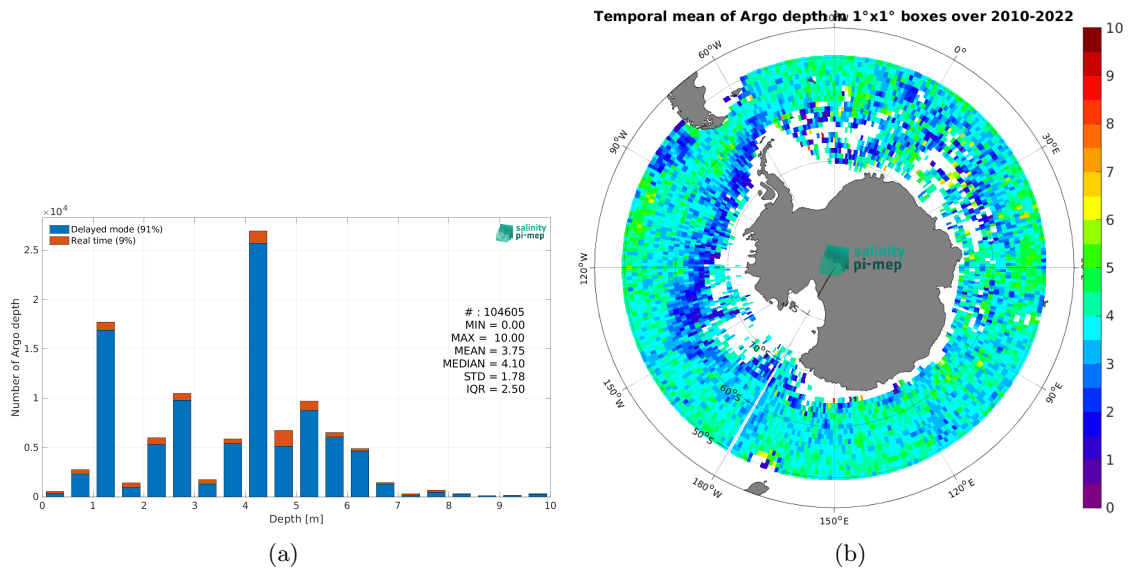 Temporal mean of Argo depth in 1°x1° boxes over 2010-2022
×10⁴
Delayed mode (91%)
Real time (9%)
salinity
pi-mep
# : 104605
MIN = 0.00
MAX = 10.00
MEAN = 3.75
MEDIAN = 4.10
STD = 1.78
IQR = 2.50
Number of Argo depth
2.5
2
1.5
1
0.5
0
0 1 2 3 4 5 6 7 8 9 10
Depth [m]
(a)
60°W
0°
30°E
90°W
120°W
150°W
180°W
150°E
120°E
90°E
70°S
60°S
50°S
salinity
pi-mep
10
9
8
7
6
5
4
3
2
1
0
(b)